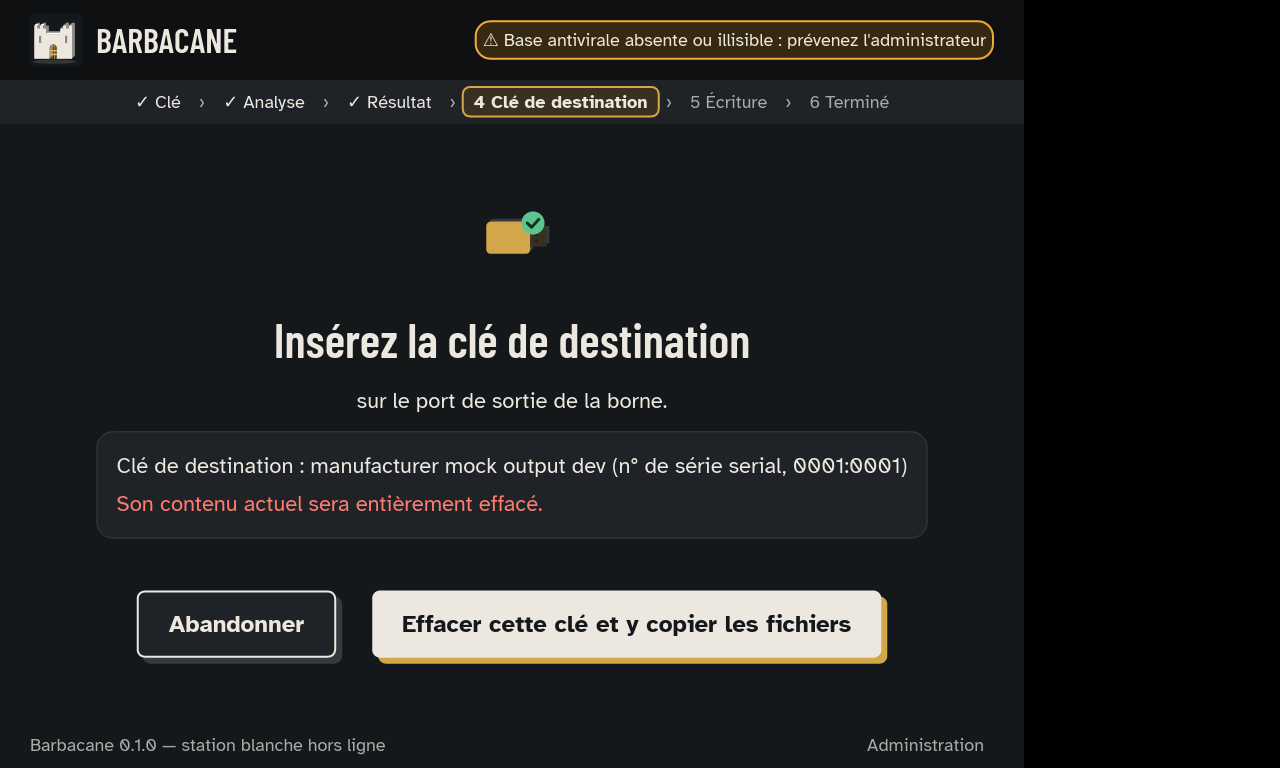 BARBACANE
⚠ Base antivirale absente ou illisible : prévenez l'administrateur
✓ Clé › ✓ Analyse › ✓ Résultat › 4 Clé de destination › 5 Écriture › 6 Terminé
Insérez la clé de destination
sur le port de sortie de la borne.
Clé de destination : manufacturer mock output dev (n° de série serial, 0001:0001)
Son contenu actuel sera entièrement effacé.
Abandonner
Effacer cette clé et y copier les fichiers
Barbacane 0.1.0 — station blanche hors ligne
Administration